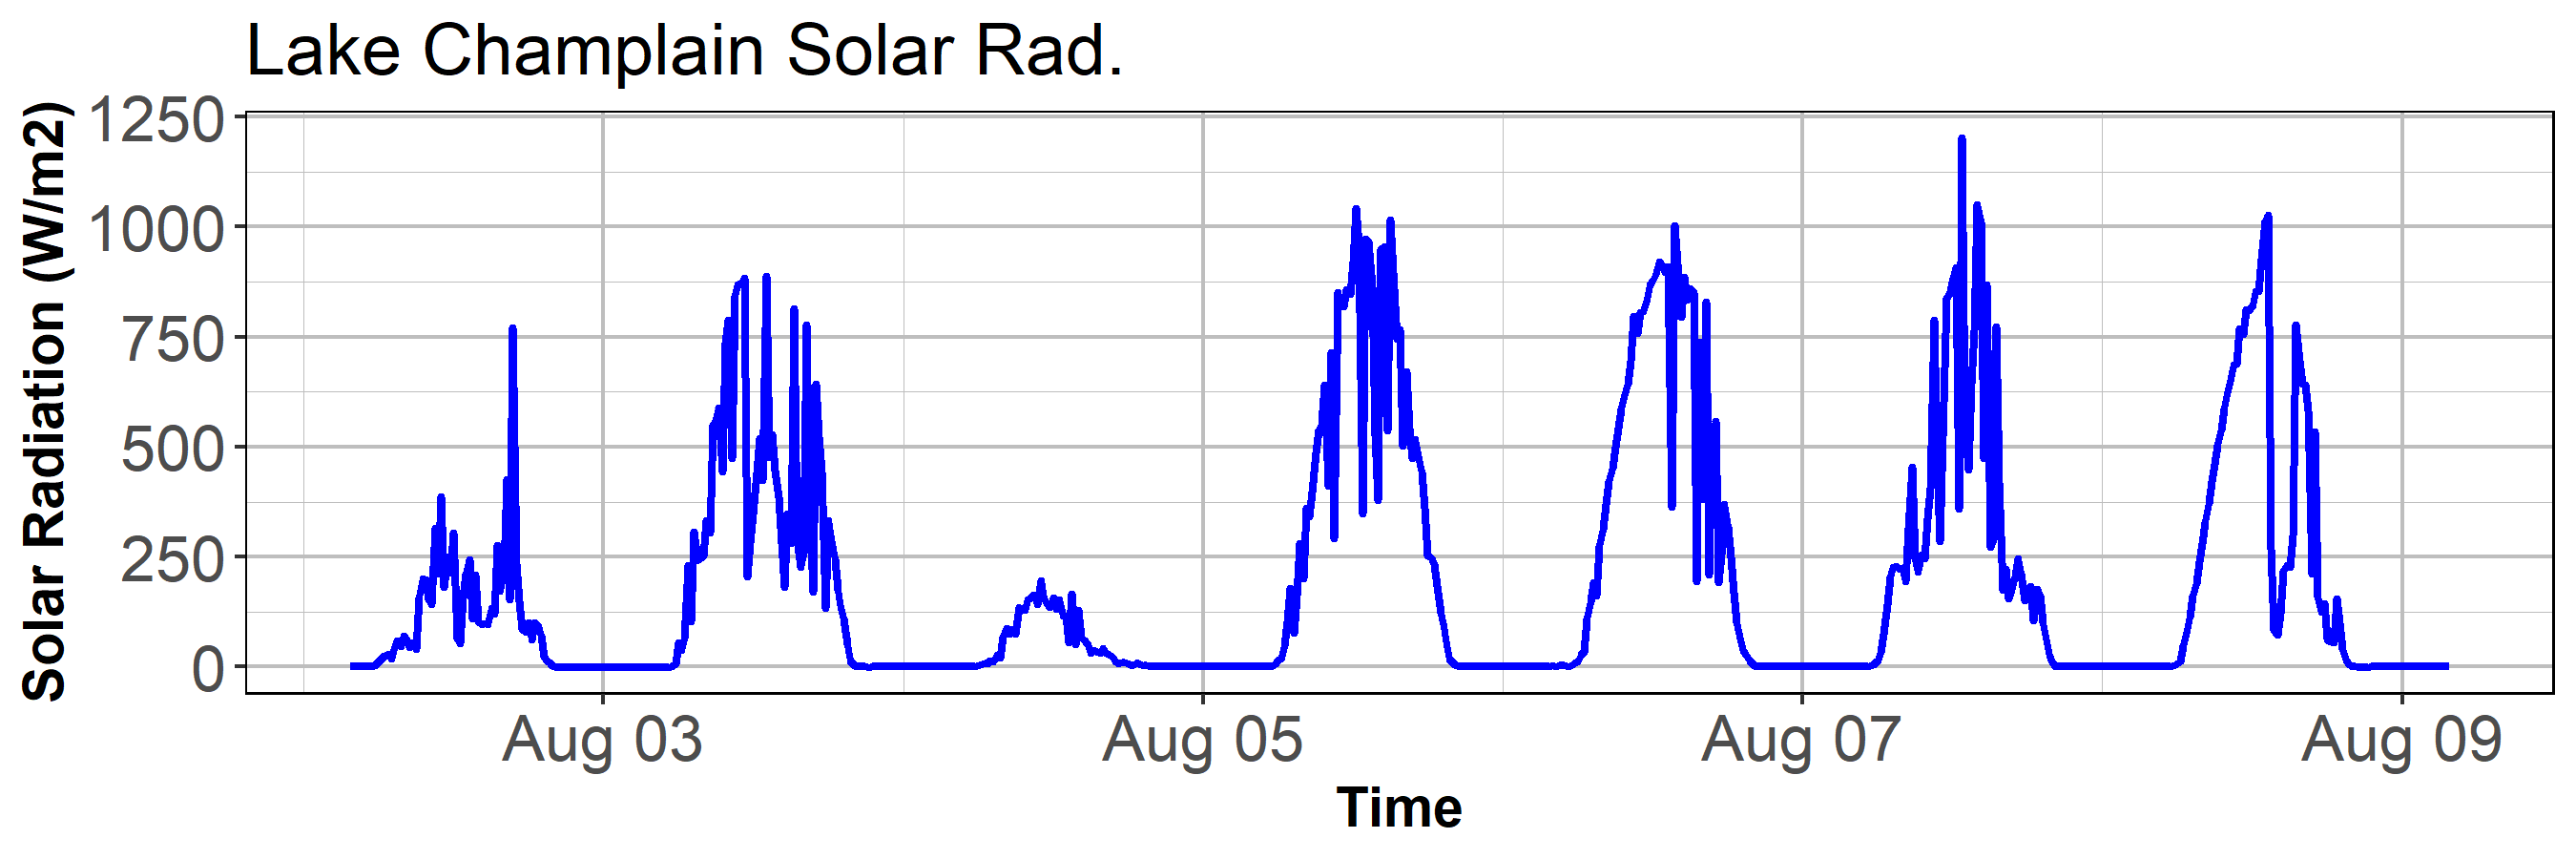 Lake Champlain Solar Rad.
Solar Radiation (W/m2)
1250
1000
750
500
250
0
Aug 03
Aug 05
Aug 07
Aug 09
Time